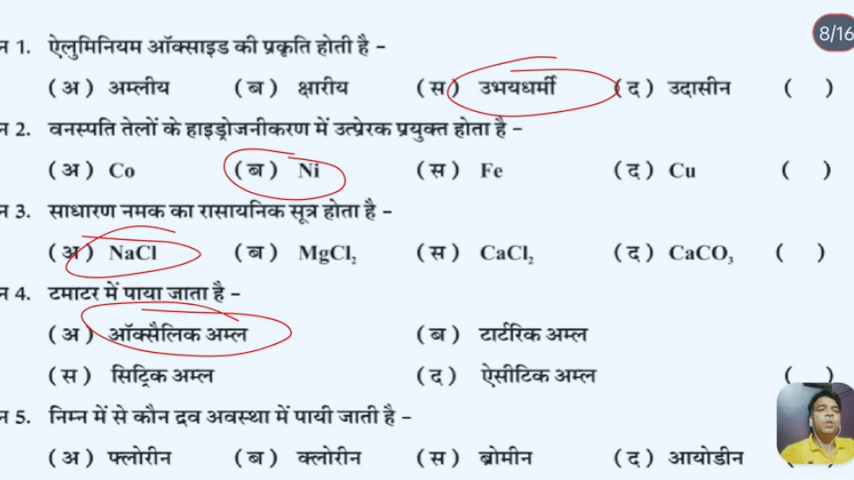 8/16
न 1. ऐलुमिनियम ऑक्साइड की प्रकृति होती है –
(अ) अम्लीय (ब) क्षारीय (स) उभयधर्मी (द) उदासीन ( )
न 2. वनस्पति तेलों के हाइड्रोजनीकरण में उत्प्रेरक प्रयुक्त होता है –
(अ) Co (ब) Ni (स) Fe (द) Cu ( )
न 3. साधारण नमक का रासायनिक सूत्र होता है –
(अ) NaCl (ब) MgCl₂ (स) CaCl₂ (द) CaCO₃ ( )
न 4. टमाटर में पाया जाता है –
(अ) ऑक्सैलिक अम्ल (ब) टार्टरिक अम्ल
(स) सिट्रिक अम्ल (द) ऐसीटिक अम्ल ( )
न 5. निम्न में से कौन द्रव अवस्था में पायी जाती है –
(अ) फ्लोरीन (ब) क्लोरीन (स) ब्रोमीन (द) आयोडीन